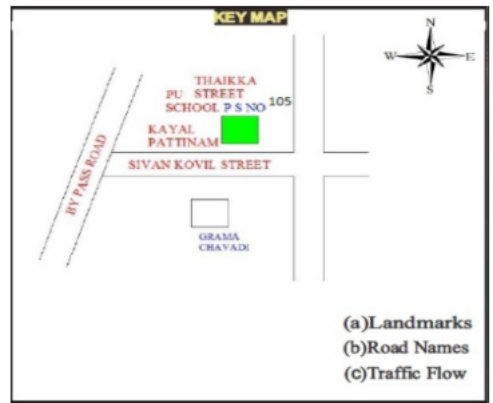 KEY MAP
N
W E
S
THAIKKA
PU STREET
SCHOOL P S NO 105
KAYAL
PATTINAM
SIVAN KOVIL STREET
BY PASS ROAD
GRAMA
CHAVADI
(a)Landmarks
(b)Road Names
(c)Traffic Flow